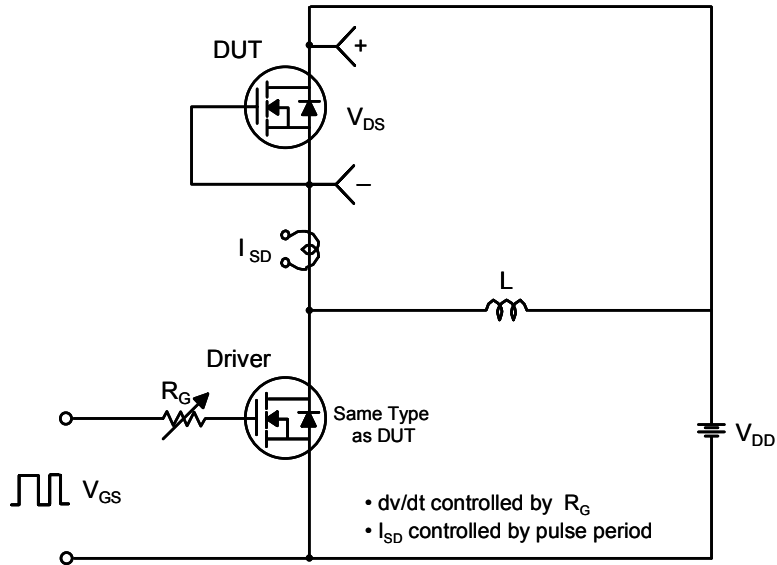 DUT
+
VDS
–
I SD
L
Driver
RG
Same Type
as DUT
VDD
VGS
• dv/dt controlled by RG
• ISD controlled by pulse period